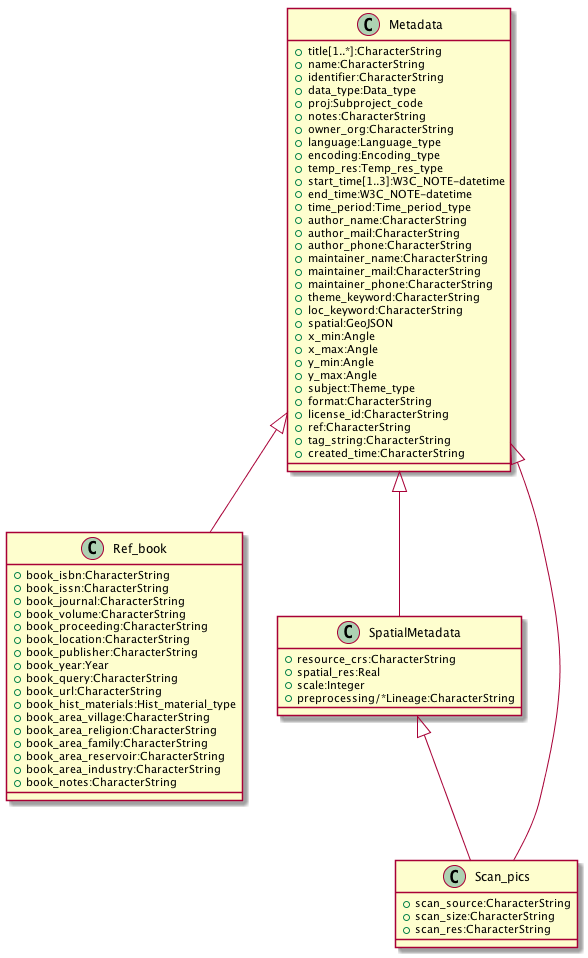 C Metadata
title[1..*]:CharacterString
name:CharacterString
identifier:CharacterString
data_type:Data_type
proj:Subproject_code
notes:CharacterString
owner_org:CharacterString
language:Language_type
encoding:Encoding_type
temp_res:Temp_res_type
start_time[1..3]:W3C_NOTE-datetime
end_time:W3C_NOTE-datetime
time_period:Time_period_type
author_name:CharacterString
author_mail:CharacterString
author_phone:CharacterString
maintainer_name:CharacterString
maintainer_mail:CharacterString
maintainer_phone:CharacterString
theme_keyword:CharacterString
loc_keyword:CharacterString
spatial:GeoJSON
x_min:Angle
x_max:Angle
y_min:Angle
y_max:Angle
subject:Theme_type
format:CharacterString
license_id:CharacterString
ref:CharacterString
tag_string:CharacterString
created_time:CharacterString
C Ref_book
book_isbn:CharacterString
book_issn:CharacterString
book_journal:CharacterString
book_volume:CharacterString
book_proceeding:CharacterString
book_location:CharacterString
book_publisher:CharacterString
book_year:Year
book_query:CharacterString
book_url:CharacterString
book_hist_materials:Hist_material_type
book_area_village:CharacterString
book_area_religion:CharacterString
book_area_family:CharacterString
book_area_reservoir:CharacterString
book_area_industry:CharacterString
book_notes:CharacterString
C SpatialMetadata
resource_crs:CharacterString
spatial_res:Real
scale:Integer
preprocessing/*Lineage:CharacterString
C Scan_pics
scan_source:CharacterString
scan_size:CharacterString
scan_res:CharacterString